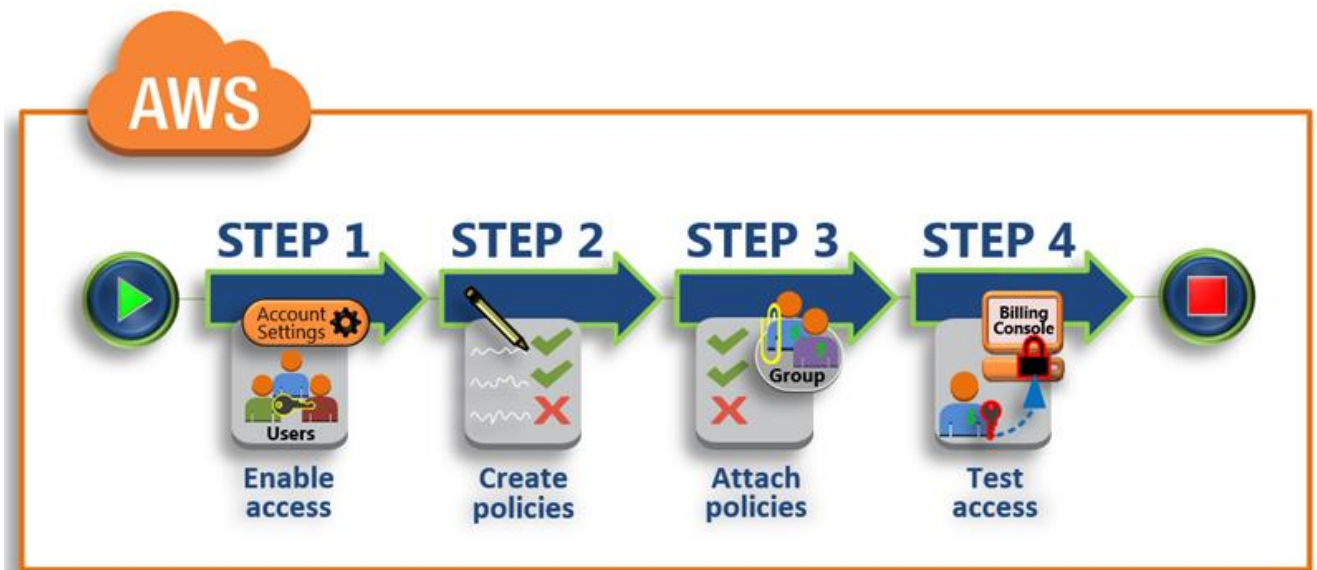 AWS
STEP 1
STEP 2
STEP 3
STEP 4
Account
Settings
Users
Group
Billing
Console
Enable
access
Create
policies
Attach
policies
Test
access